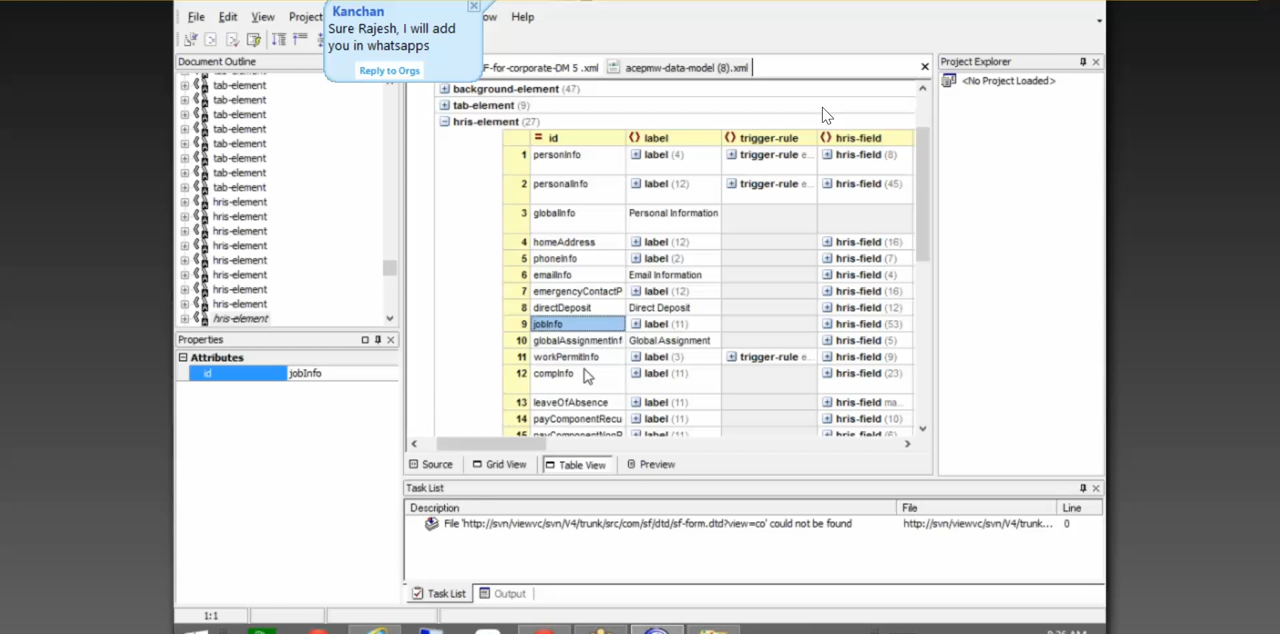 File Edit View Project ow Help
Kanchan
Sure Rajesh, I will add
you in whatsapps
Reply to Orgs
Document Outline
tab-element
tab-element
tab-element
tab-element
tab-element
tab-element
tab-element
tab-element
hris-element
hris-element
hris-element
hris-element
hris-element
hris-element
hris-element
hris-element
hris-element
Properties
Attributes
id jobInfo
F-for-corporate-DM 5 .xml acepmw-data-model (8).xml
background-element (47)
tab-element (9)
hris-element (27)
id label trigger-rule hris-field
1 personInfo label (4) trigger-rule e... hris-field (8)
2 personalInfo label (12) trigger-rule e... hris-field (45)
3 globalInfo Personal Information
4 homeAddress label (12) hris-field (16)
5 phoneInfo label (2) hris-field (7)
6 emailInfo Email Information hris-field (4)
7 emergencyContactP label (12) hris-field (16)
8 directDeposit Direct Deposit hris-field (12)
9 jobInfo label (11) hris-field (53)
10 globalAssignmentInf Global Assignment hris-field (5)
11 workPermitInfo label (3) trigger-rule e... hris-field (9)
12 compInfo label (11) hris-field (23)
13 leaveOfAbsence label (11) hris-field ma...
14 payComponentRecu label (11) hris-field (10)
15 payComponentNonP label (11) hris-field (6)
Source Grid View Table View Preview
Project Explorer
<No Project Loaded>
Task List
Description File Line
File 'http://svn/viewvc/svn/V4/trunk/src/com/sf/dtd/sf-form.dtd?view=co' could not be found http://svn/viewvc/svn/V4/trunk... 0
Task List Output
1:1